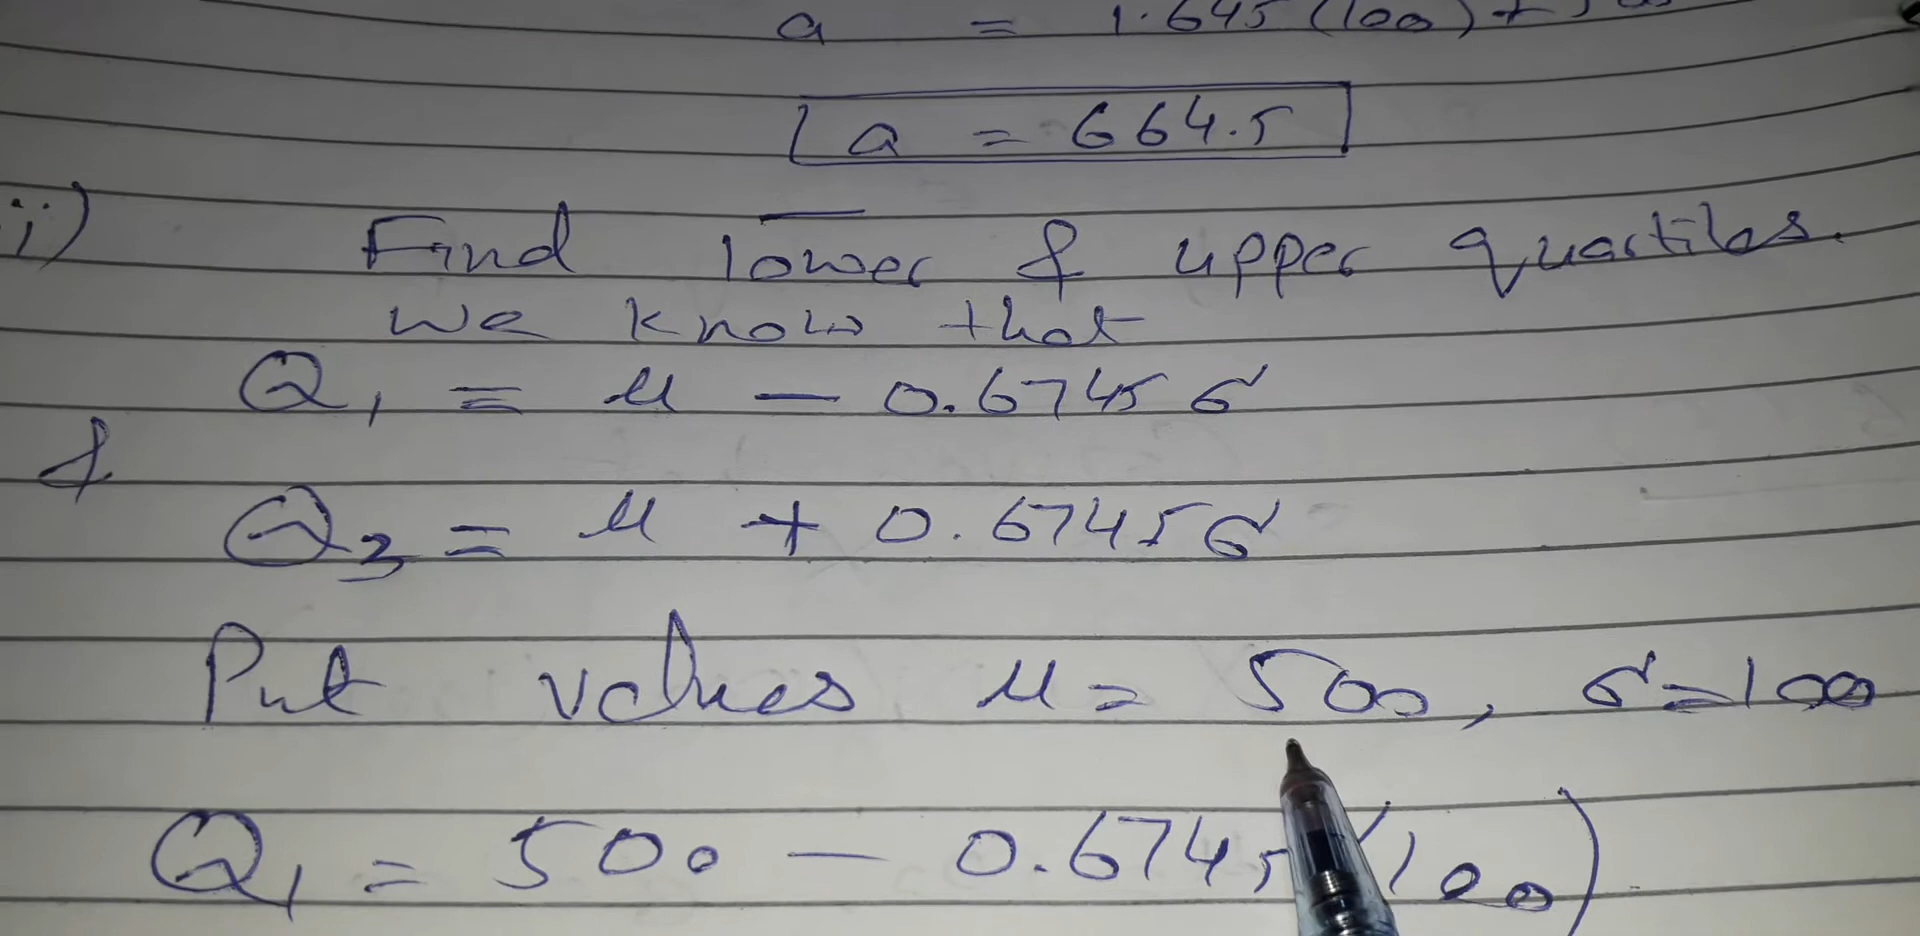 a = 1.645(100) +
a = 664.5
ii) Find lower & upper quartiles.
we know that
Q₁ = μ − 0.6745 σ
&
Q₃ = μ + 0.6745 σ
Put values μ = 500, σ = 100
Q₁ = 500 − 0.6745 (100)